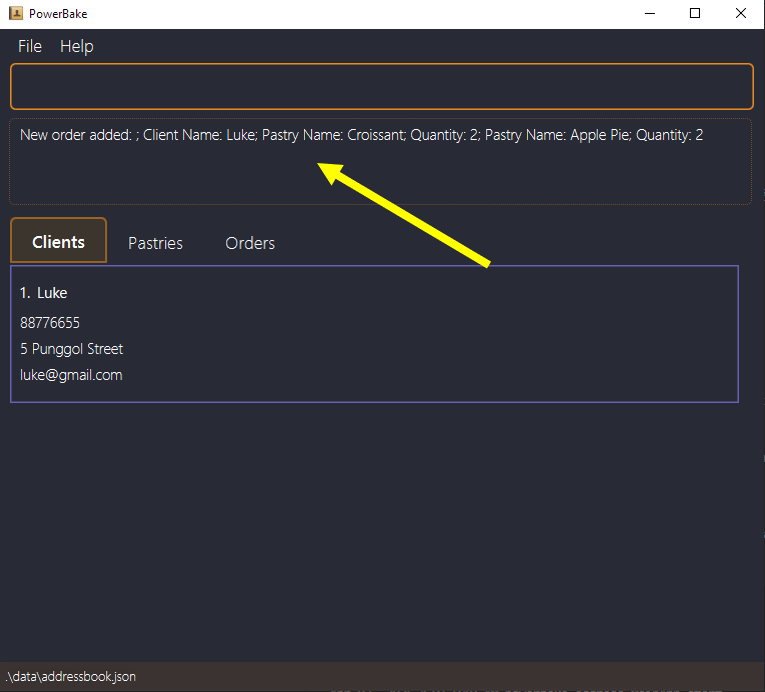 PowerBake
File Help
New order added: ; Client Name: Luke; Pastry Name: Croissant; Quantity: 2; Pastry Name: Apple Pie; Quantity: 2
Clients Pastries Orders
1. Luke
88776655
5 Punggol Street
luke@gmail.com
.\data\addressbook.json